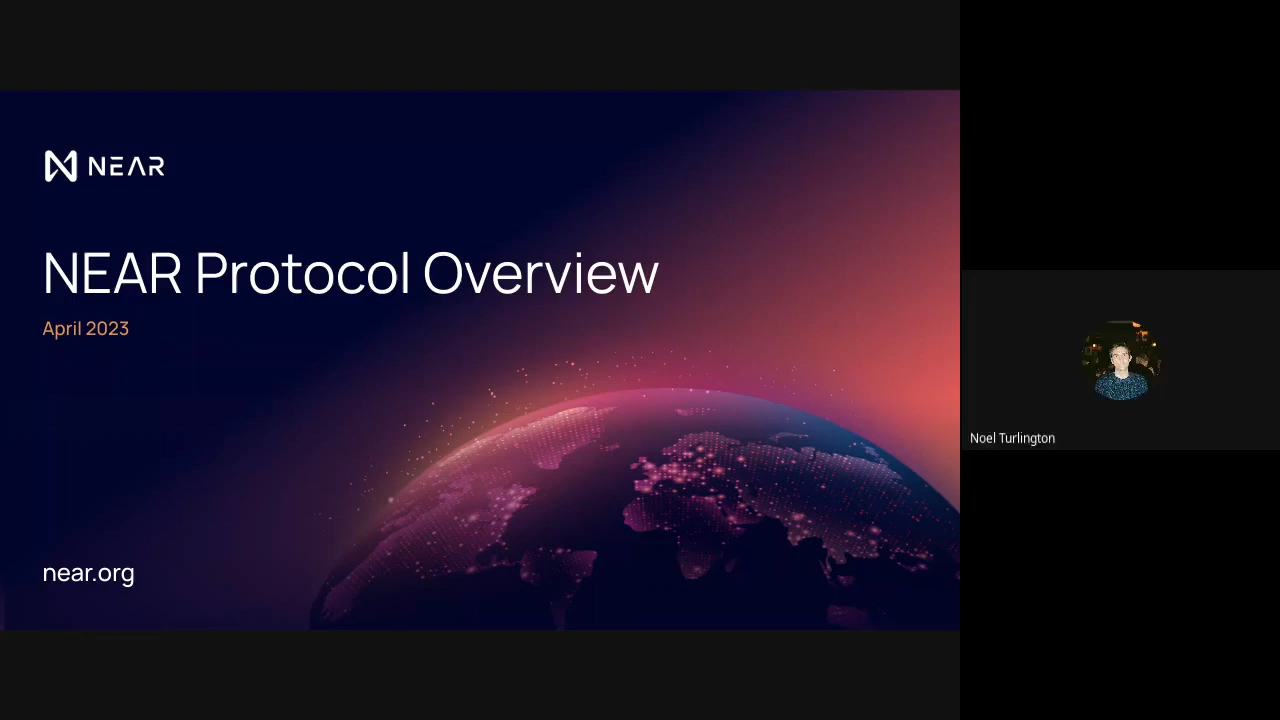 NEAR
NEAR Protocol Overview
April 2023
near.org
Noel Turlington